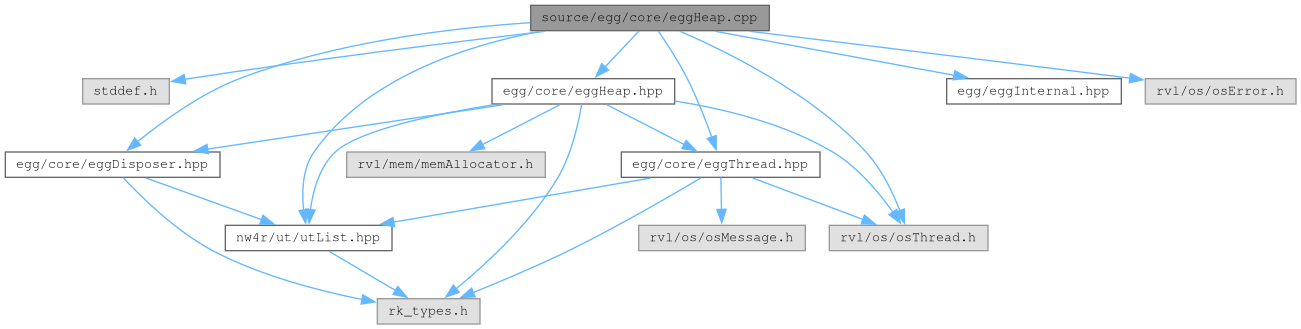 source/egg/core/eggHeap.cpp
stddef.h
egg/core/eggHeap.hpp
egg/eggInternal.hpp
rvl/os/osError.h
egg/core/eggDisposer.hpp
rvl/mem/memAllocator.h
egg/core/eggThread.hpp
nw4r/ut/utList.hpp
rvl/os/osMessage.h
rvl/os/osThread.h
rk_types.h